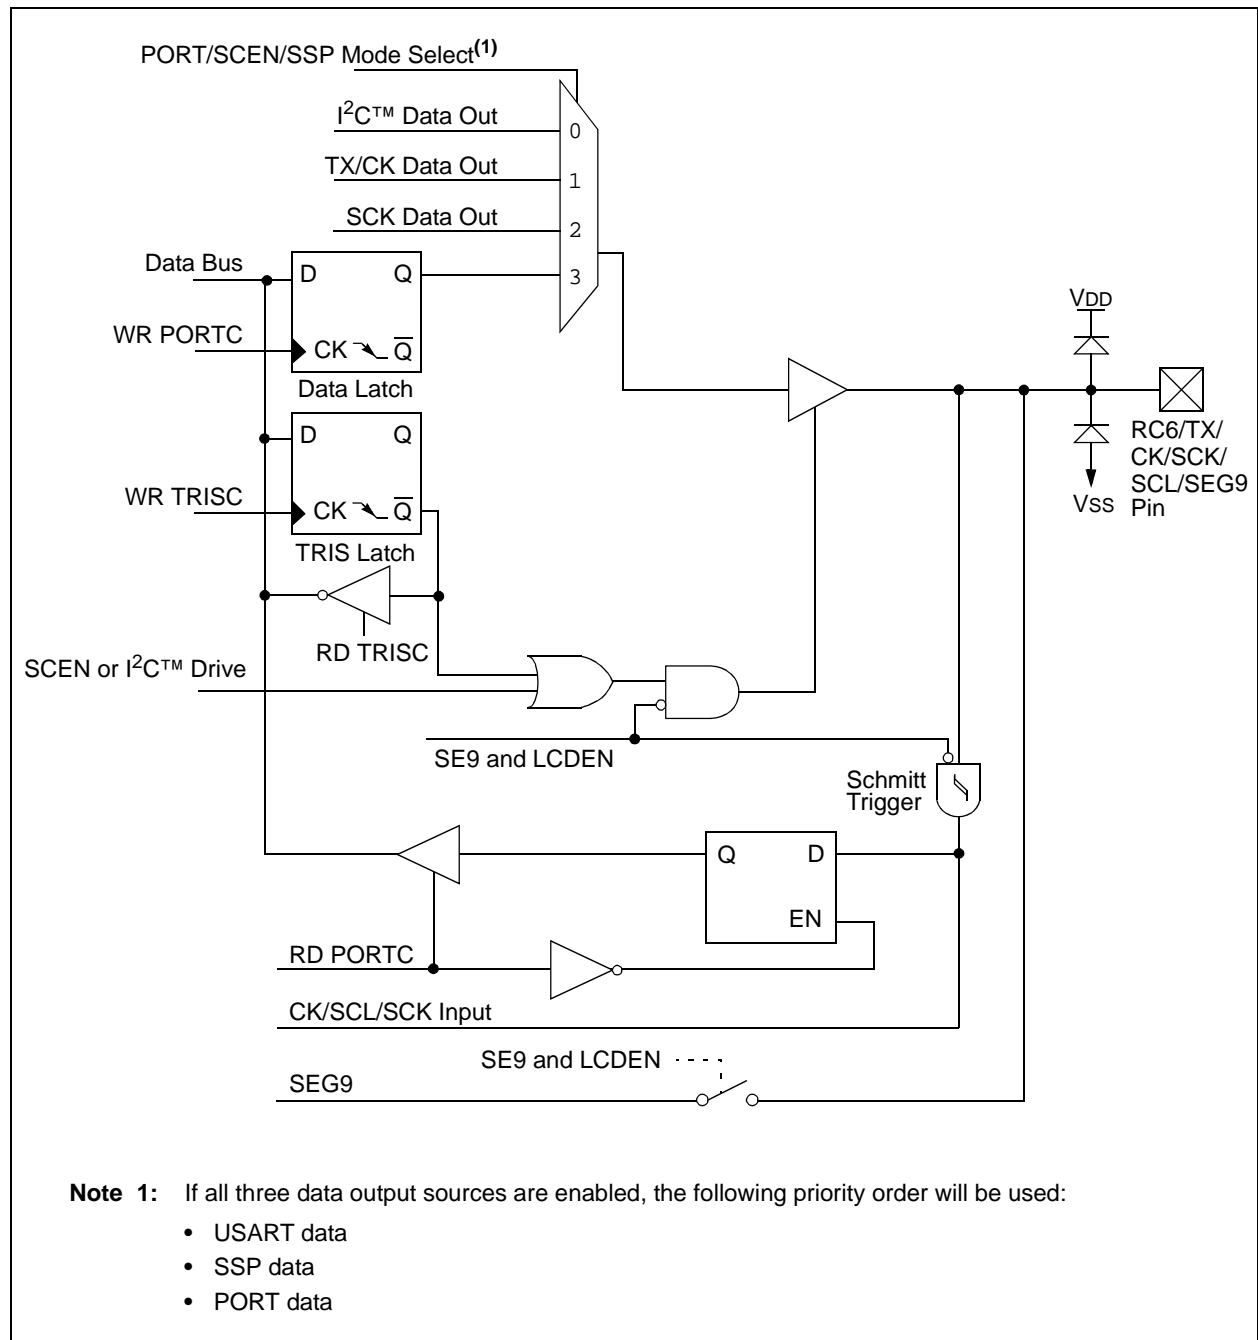 PORT/SCEN/SSP Mode Select(1)
I2C™ Data Out
0
TX/CK Data Out
1
SCK Data Out
2
Data Bus
D Q
3
VDD
WR PORTC
CK Q
Data Latch
D Q
RC6/TX/
CK/SCK/
SCL/SEG9
Pin
WR TRISC
CK Q
VSS
TRIS Latch
RD TRISC
SCEN or I2C™ Drive
SE9 and LCDEN
Schmitt
Trigger
Q D
EN
RD PORTC
CK/SCL/SCK Input
SE9 and LCDEN
SEG9
Note 1: If all three data output sources are enabled, the following priority order will be used:
• USART data
• SSP data
• PORT data